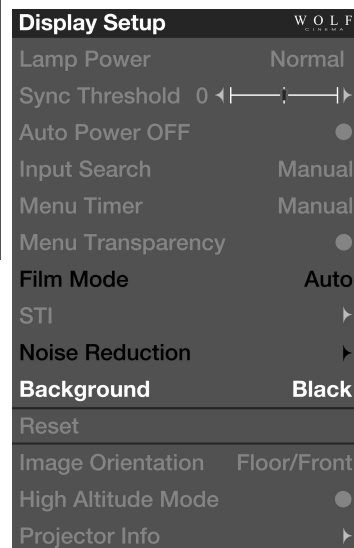 Display Setup WOLF
CINEMA
Lamp Power Normal
Sync Threshold 0
Auto Power OFF
Input Search Manual
Menu Timer Manual
Menu Transparency
Film Mode Auto
STI
Noise Reduction
Background Black
Reset
Image Orientation Floor/Front
High Altitude Mode
Projector Info